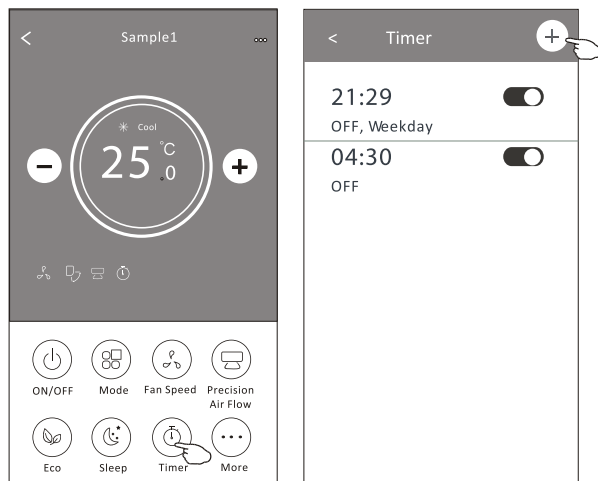 Sample1
Cool
25.0 °C
ON/OFF
Mode
Fan Speed
Precision
Air Flow
Eco
Sleep
Timer
More
< Timer
21:29
OFF, Weekday
04:30
OFF